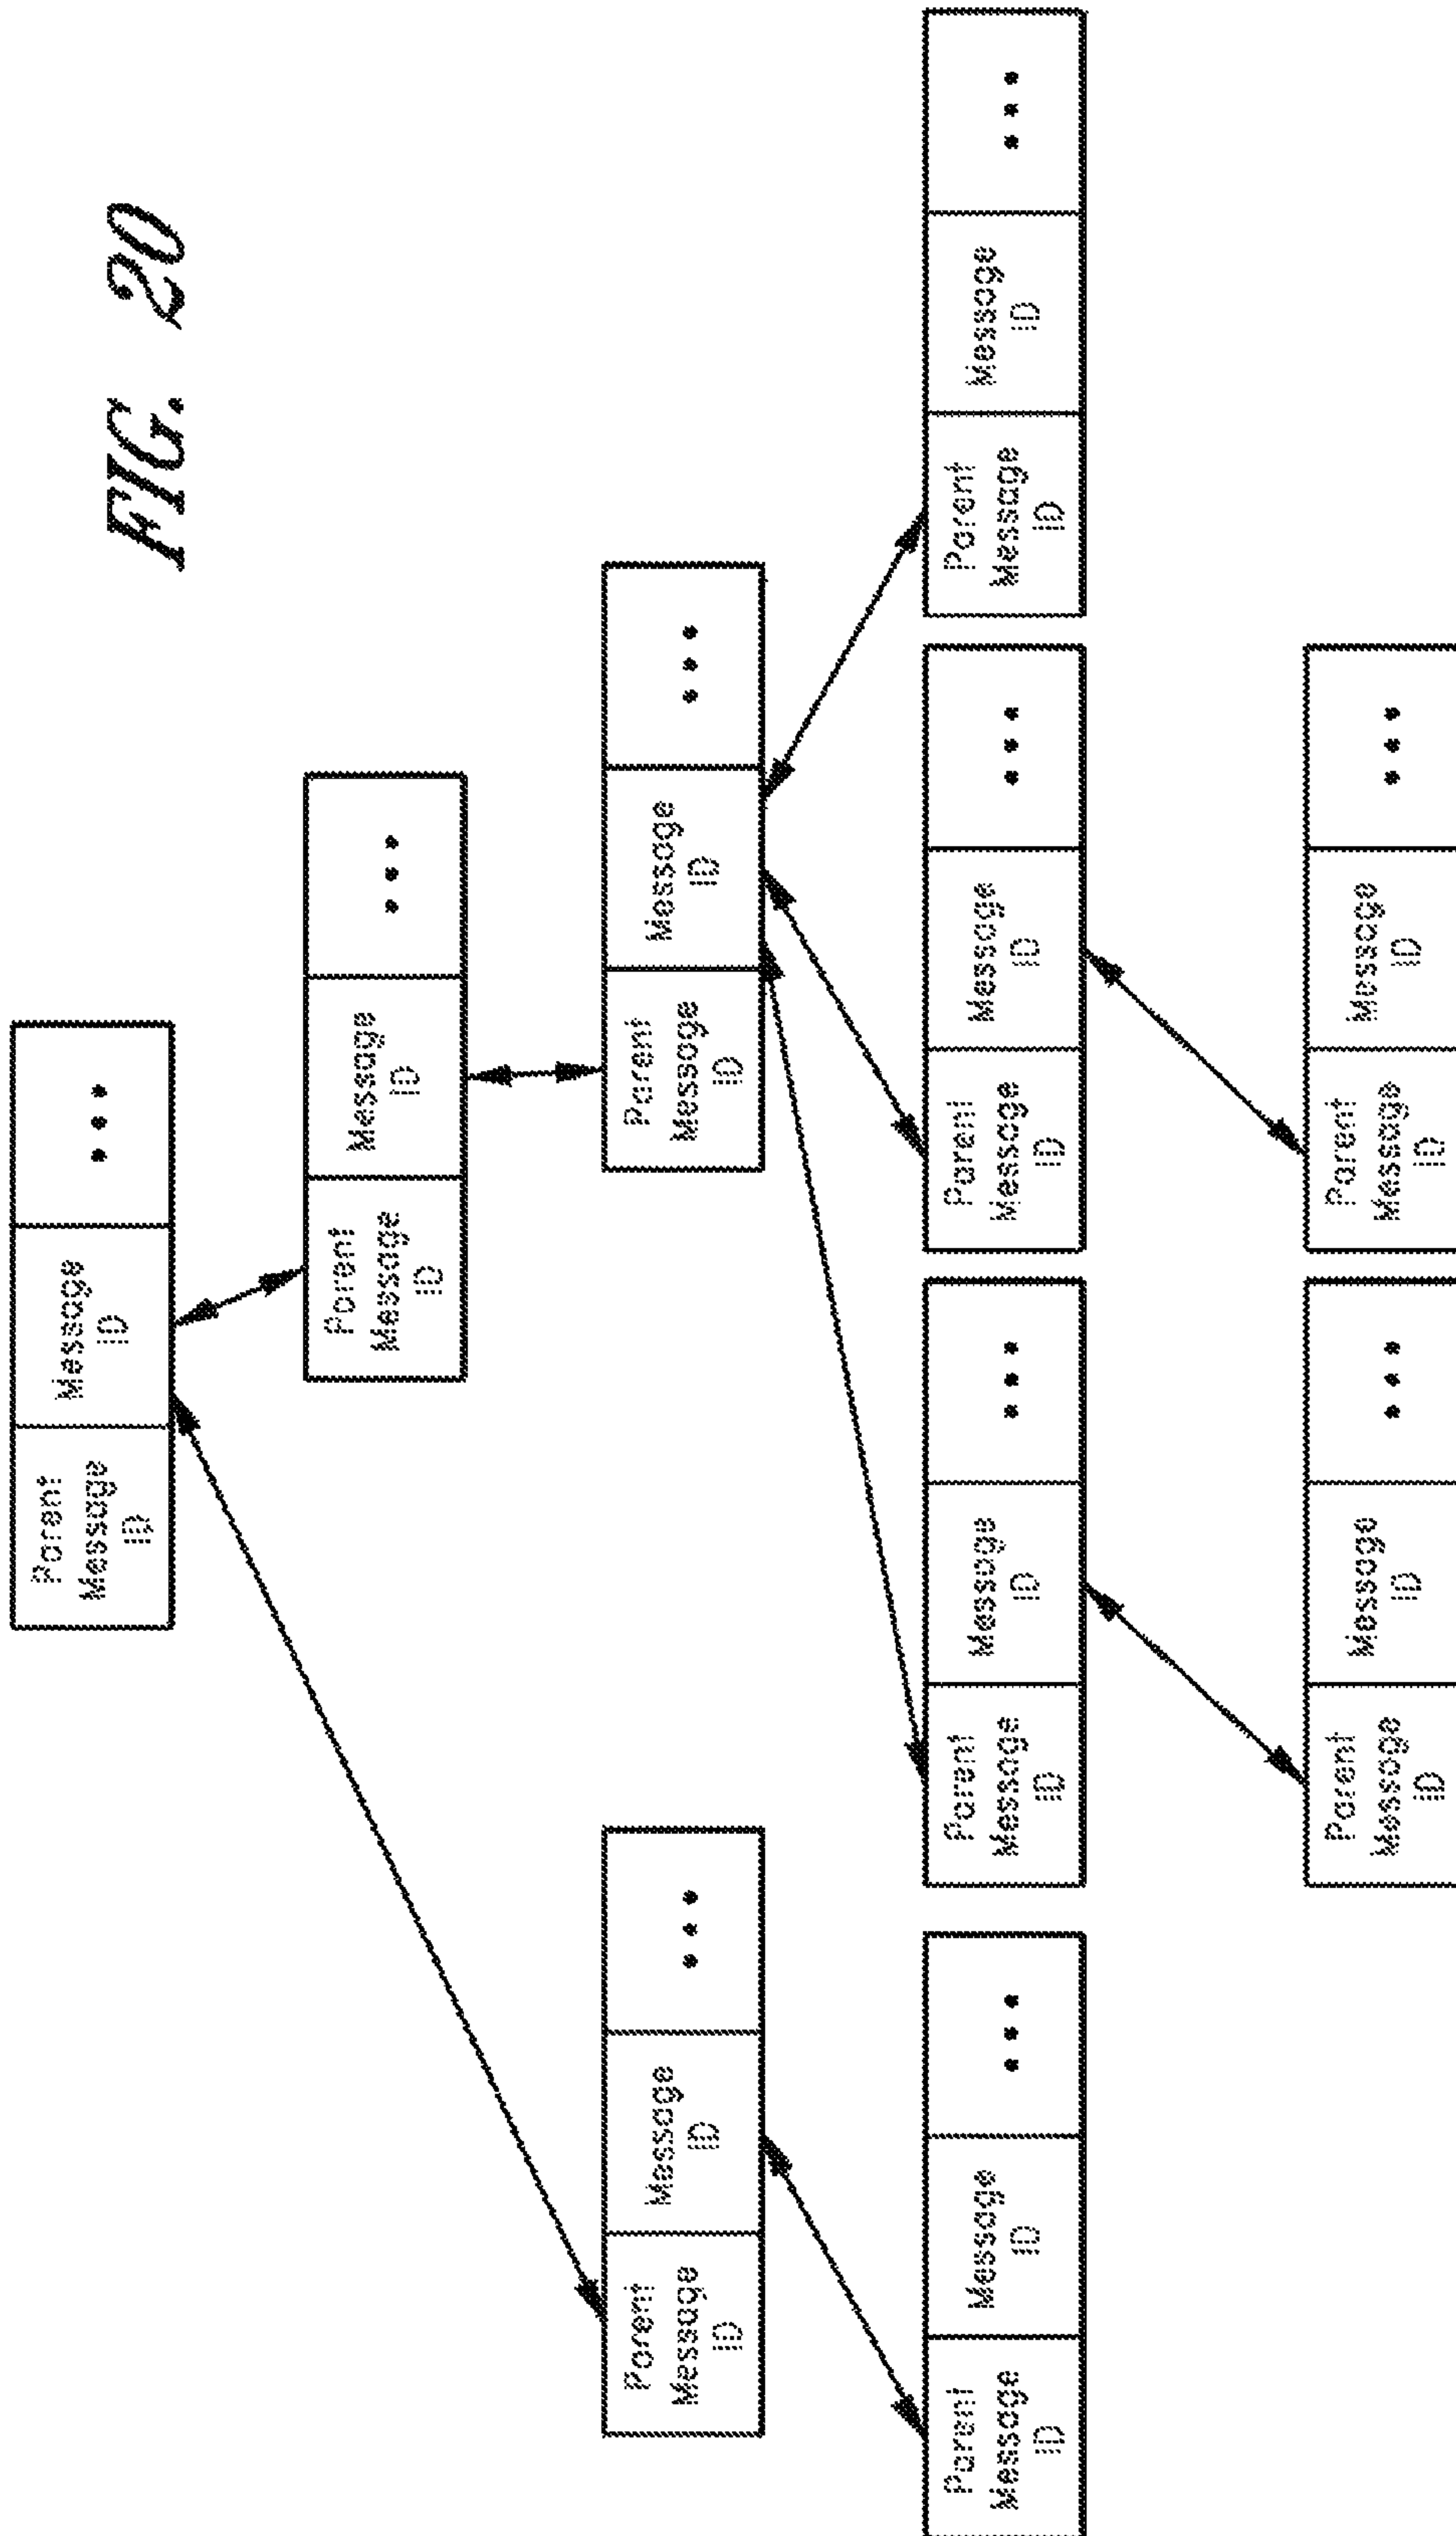 Parent
Message
ID
Message
ID
•••
FIG. 20
Parent
Message
ID
Message
ID
•••
Parent
Message
ID
Message
ID
•••
Parent
Message
ID
Message
ID
•••
Parent
Message
ID
Message
ID
•••
Parent
Message
ID
Message
ID
•••
Parent
Message
ID
Message
ID
•••
Parent
Message
ID
Message
ID
•••
Parent
Message
ID
Message
ID
•••
Parent
Message
ID
Message
ID
•••